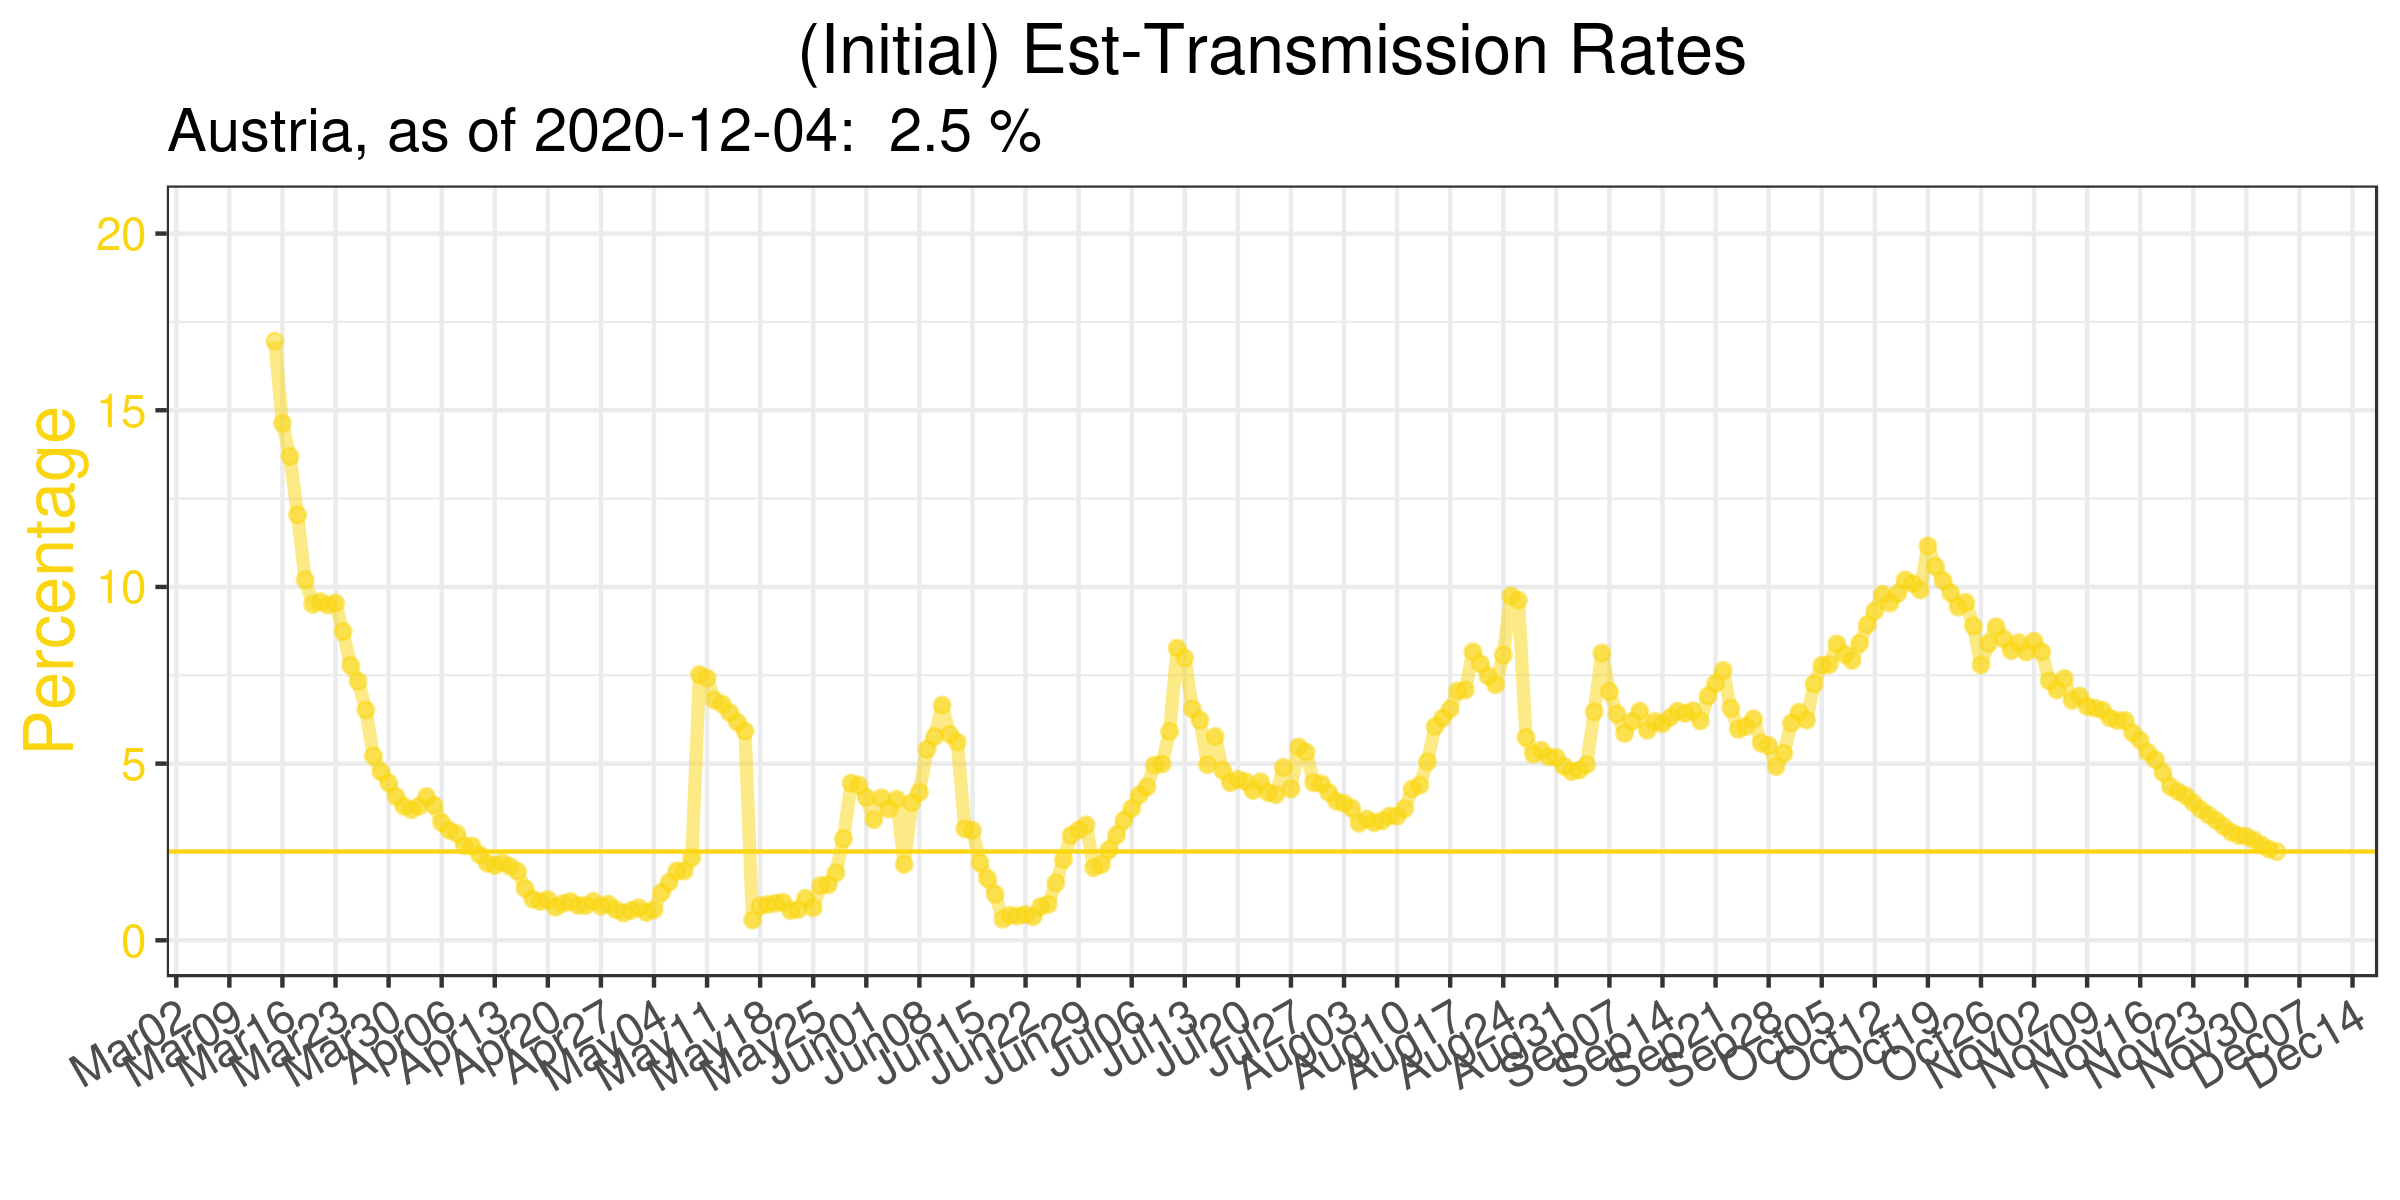 (Initial) Est-Transmission Rates
Austria, as of 2020-12-04:  2.5 %
Percentage
20
15
10
5
0
Mar02
Mar09
Mar16
Mar23
Mar30
Apr06
Apr13
Apr20
Apr27
May04
May11
May18
May25
Jun01
Jun08
Jun15
Jun22
Jun29
Jul06
Jul13
Jul20
Jul27
Aug03
Aug10
Aug17
Aug24
Aug31
Sep07
Sep14
Sep21
Sep28
Oct05
Oct12
Oct19
Oct26
Nov02
Nov09
Nov16
Nov23
Nov30
Dec07
Dec14